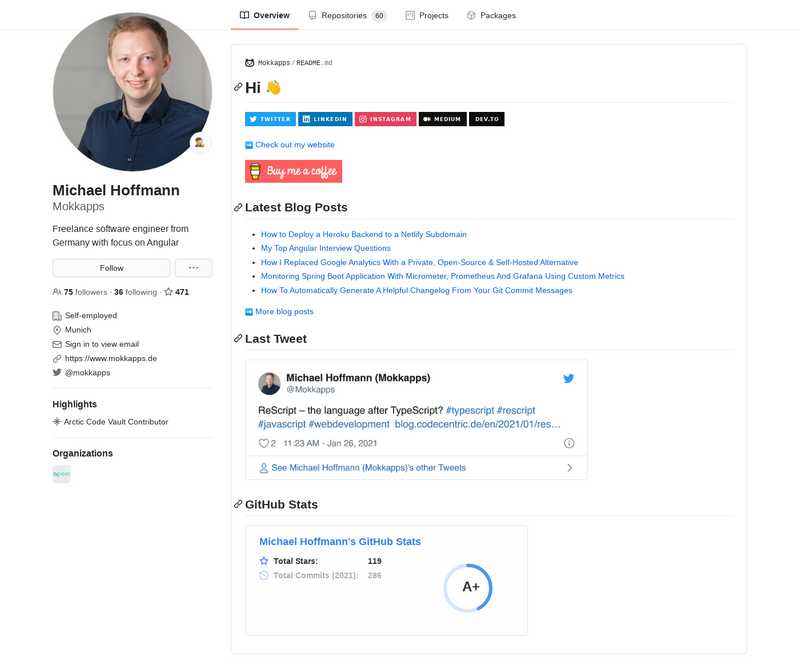 Overview
Repositories 60
Projects
Packages
Michael Hoffmann
Mokkapps
Freelance software engineer from
Germany with focus on Angular
Follow
...
75 followers · 36 following · 471
Self-employed
Munich
Sign in to view email
https://www.mokkapps.de
@mokkapps
Highlights
Arctic Code Vault Contributor
Organizations
Mokkapps / README.md
Hi 👋
TWITTER
LINKEDIN
INSTAGRAM
MEDIUM
DEV.TO
➡️ Check out my website
Buy me a coffee
Latest Blog Posts
• How to Deploy a Heroku Backend to a Netlify Subdomain
• My Top Angular Interview Questions
• How I Replaced Google Analytics With a Private, Open-Source & Self-Hosted Alternative
• Monitoring Spring Boot Application With Micrometer, Prometheus And Grafana Using Custom Metrics
• How To Automatically Generate A Helpful Changelog From Your Git Commit Messages
➡️ More blog posts
Last Tweet
Michael Hoffmann (Mokkapps)
@Mokkapps
ReScript – the language after TypeScript? #typescript #rescript
#javascript #webdevelopment blog.codecentric.de/en/2021/01/res…
2 11:23 AM · Jan 26, 2021
See Michael Hoffmann (Mokkapps)'s other Tweets
GitHub Stats
Michael Hoffmann's GitHub Stats
Total Stars: 119
Total Commits (2021): 286
A+